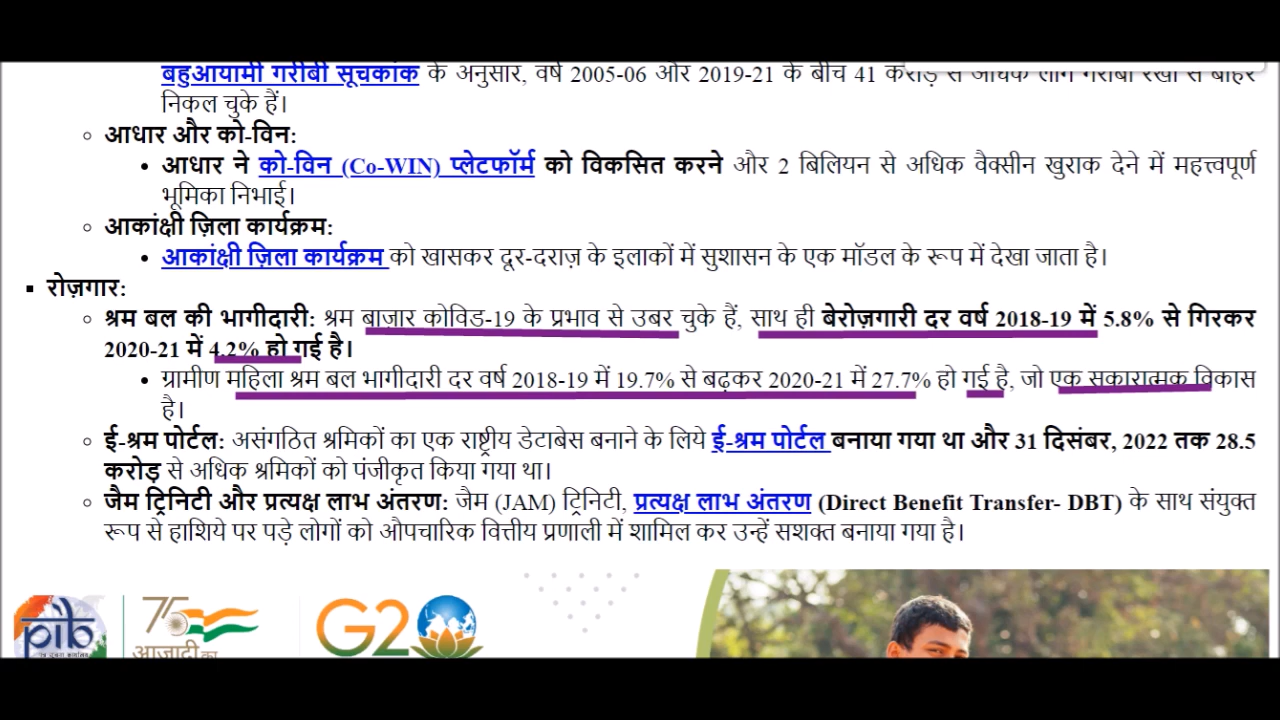 बहुआयामी गरीबी सूचकांक के अनुसार, वर्ष 2005-06 और 2019-21 के बीच 41 करोड़ से अधिक लोग गरीबी रेखा से बाहर
निकल चुके हैं।
आधार और को-विन:
आधार ने को-विन (Co-WIN) प्लेटफॉर्म को विकसित करने और 2 बिलियन से अधिक वैक्सीन खुराक देने में महत्त्वपूर्ण
भूमिका निभाई।
आकांक्षी ज़िला कार्यक्रम:
आकांक्षी ज़िला कार्यक्रम को खासकर दूर-दराज़ के इलाकों में सुशासन के एक मॉडल के रूप में देखा जाता है।
रोज़गार:
श्रम बल की भागीदारी: श्रम बाज़ार कोविड-19 के प्रभाव से उबर चुके हैं, साथ ही बेरोज़गारी दर वर्ष 2018-19 में 5.8% से गिरकर
2020-21 में 4.2% हो गई है।
ग्रामीण महिला श्रम बल भागीदारी दर वर्ष 2018-19 में 19.7% से बढ़कर 2020-21 में 27.7% हो गई है, जो एक सकारात्मक विकास
है।
ई-श्रम पोर्टल: असंगठित श्रमिकों का एक राष्ट्रीय डेटाबेस बनाने के लिये ई-श्रम पोर्टल बनाया गया था और 31 दिसंबर, 2022 तक 28.5
करोड़ से अधिक श्रमिकों को पंजीकृत किया गया था।
जैम ट्रिनिटी और प्रत्यक्ष लाभ अंतरण: जैम (JAM) ट्रिनिटी, प्रत्यक्ष लाभ अंतरण (Direct Benefit Transfer- DBT) के साथ संयुक्त
रूप से हाशिये पर पड़े लोगों को औपचारिक वित्तीय प्रणाली में शामिल कर उन्हें सशक्त बनाया गया है।
pib 75 G20
आज़ादी का